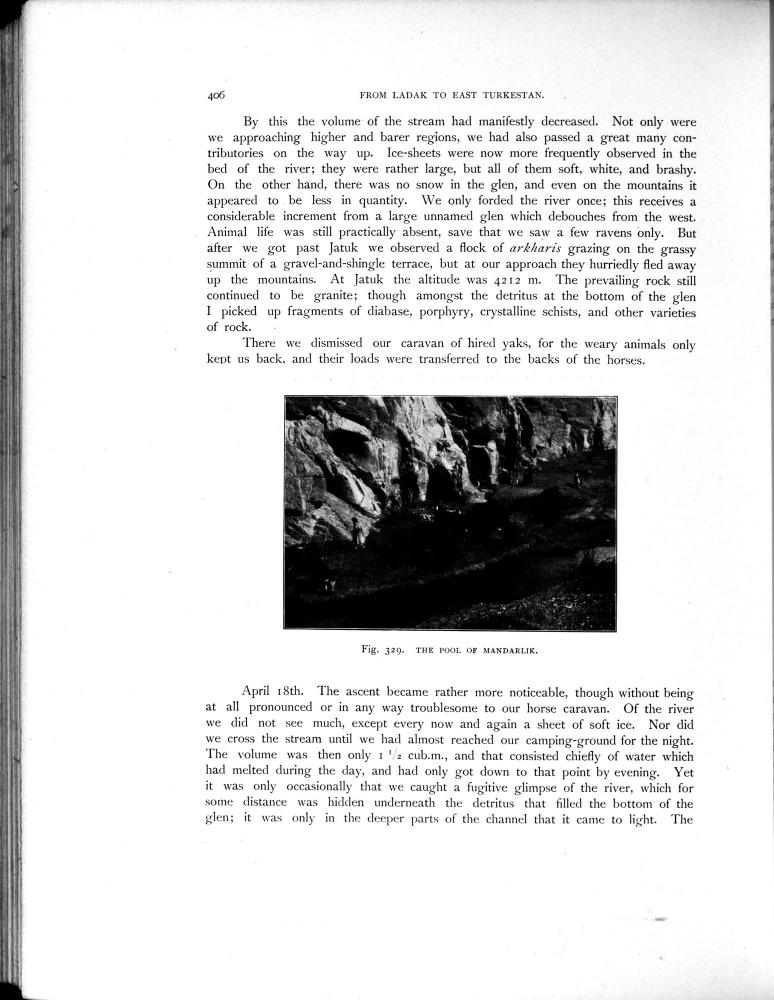 406 FROM LADAK TO EAST TURKESTAN.
By this the volume of the stream had manifestly decreased. Not only were
we approaching higher and barer regions, we had also passed a great many con-
tributories on the way up. Ice-sheets were now more frequently observed in the
bed of the river; they were rather large, but all of them soft, white, and brashy.
On the other hand, there was no snow in the glen, and even on the mountains it
appeared to be less in quantity. We only forded the river once; this receives a
considerable increment from a large unnamed glen which debouches from the west.
Animal life was still practically absent, save that we saw a few ravens only. But
after we got past Jatuk we observed a flock of arkharis grazing on the grassy
summit of a gravel-and-shingle terrace, but at our approach they hurriedly fled away
up the mountains. At Jatuk the altitude was 4212 m. The prevailing rock still
continued to be granite; though amongst the detritus at the bottom of the glen
I picked up fragments of diabase, porphyry, crystalline schists, and other varieties
of rock.
There we dismissed our caravan of hired yaks, for the weary animals only
kept us back, and their loads were transferred to the backs of the horses.
Fig. 329. THE POOL OF MANDARLIK.
April 18th. The ascent became rather more noticeable, though without being
at all pronounced or in any way troublesome to our horse caravan. Of the river
we did not see much, except every now and again a sheet of soft ice. Nor did
we cross the stream until we had almost reached our camping-ground for the night.
The volume was then only 1 1/2 cub.m., and that consisted chiefly of water which
had melted during the day, and had only got down to that point by evening. Yet
it was only occasionally that we caught a fugitive glimpse of the river, which for
some distance was hidden underneath the detritus that filled the bottom of the
glen; it was only in the deeper parts of the channel that it came to light. The